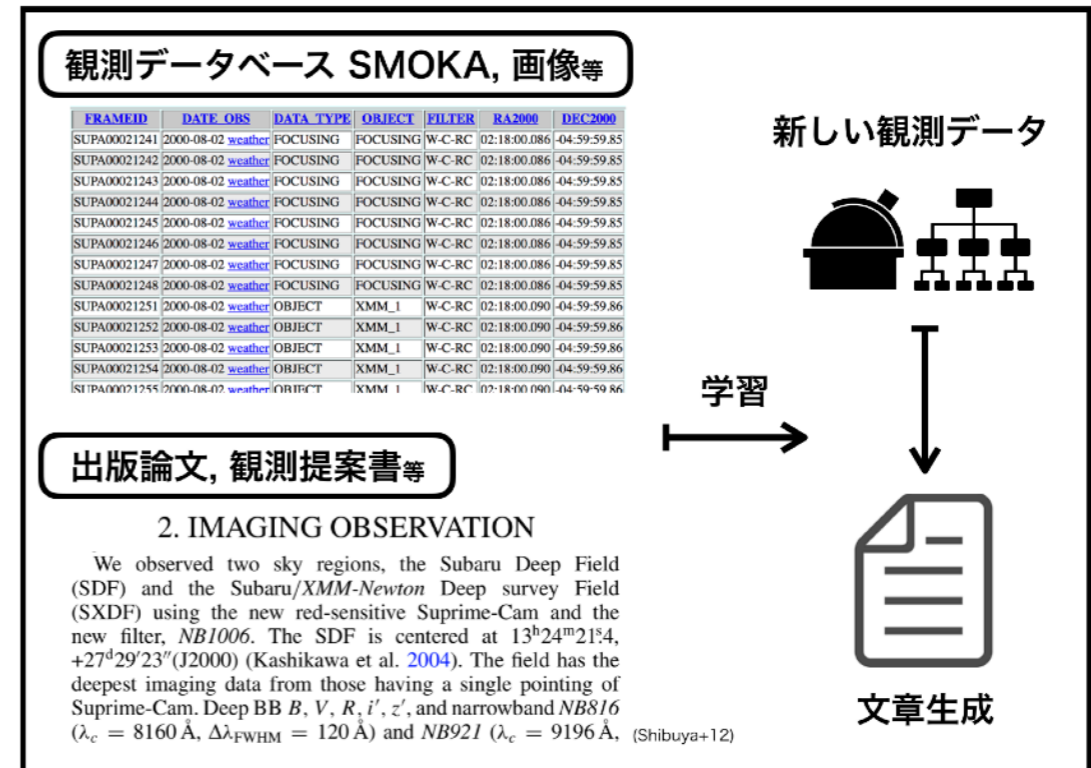 観測データベース SMOKA, 画像等
FRAMEID DATE_OBS DATA_TYPE OBJECT FILTER RA2000 DEC2000
SUPA00021241 2000-08-02 weather FOCUSING FOCUSING W-C-RC 02:18:00.086 -04:59:59.85
SUPA00021242 2000-08-02 weather FOCUSING FOCUSING W-C-RC 02:18:00.086 -04:59:59.85
SUPA00021243 2000-08-02 weather FOCUSING FOCUSING W-C-RC 02:18:00.086 -04:59:59.85
SUPA00021244 2000-08-02 weather FOCUSING FOCUSING W-C-RC 02:18:00.086 -04:59:59.85
SUPA00021245 2000-08-02 weather FOCUSING FOCUSING W-C-RC 02:18:00.086 -04:59:59.85
SUPA00021246 2000-08-02 weather FOCUSING FOCUSING W-C-RC 02:18:00.086 -04:59:59.85
SUPA00021247 2000-08-02 weather FOCUSING FOCUSING W-C-RC 02:18:00.086 -04:59:59.85
SUPA00021248 2000-08-02 weather FOCUSING FOCUSING W-C-RC 02:18:00.086 -04:59:59.85
SUPA00021251 2000-08-02 weather OBJECT XMM_1 W-C-RC 02:18:00.090 -04:59:59.86
SUPA00021252 2000-08-02 weather OBJECT XMM_1 W-C-RC 02:18:00.090 -04:59:59.86
SUPA00021253 2000-08-02 weather OBJECT XMM_1 W-C-RC 02:18:00.090 -04:59:59.86
SUPA00021254 2000-08-02 weather OBJECT XMM_1 W-C-RC 02:18:00.090 -04:59:59.86
SUPA00021255 2000-08-02 weather OBJECT XMM_1 W-C-RC 02:18:00.090 -04:59:59.86
出版論文, 観測提案書等
2. IMAGING OBSERVATION
We observed two sky regions, the Subaru Deep Field
(SDF) and the Subaru/XMM-Newton Deep survey Field
(SXDF) using the new red-sensitive Suprime-Cam and the
new filter, NB1006. The SDF is centered at 13ʰ24ᵐ21ˢ.4,
+27ᵈ29′23″(J2000) (Kashikawa et al. 2004). The field has the
deepest imaging data from those having a single pointing of
Suprime-Cam. Deep BB B, V, R, i′, z′, and narrowband NB816
(λc = 8160 Å, ΔλFWHM = 120 Å) and NB921 (λc = 9196 Å,
(Shibuya+12)
学習
新しい観測データ
文章生成